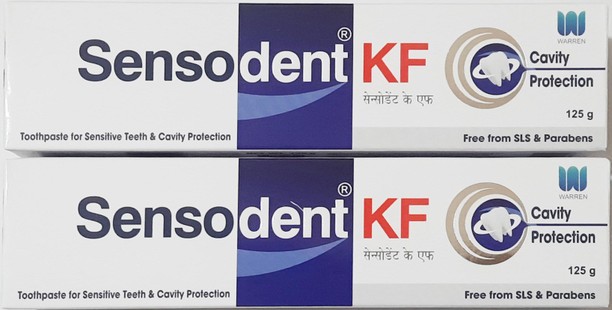 Sensodent® KF
सेन्सोडेंट के एफ
WARREN
Cavity
Protection
125 g
Toothpaste for Sensitive Teeth & Cavity Protection
Free from SLS & Parabens
Sensodent® KF
सेन्सोडेंट के एफ
WARREN
Cavity
Protection
125 g
Toothpaste for Sensitive Teeth & Cavity Protection
Free from SLS & Parabens